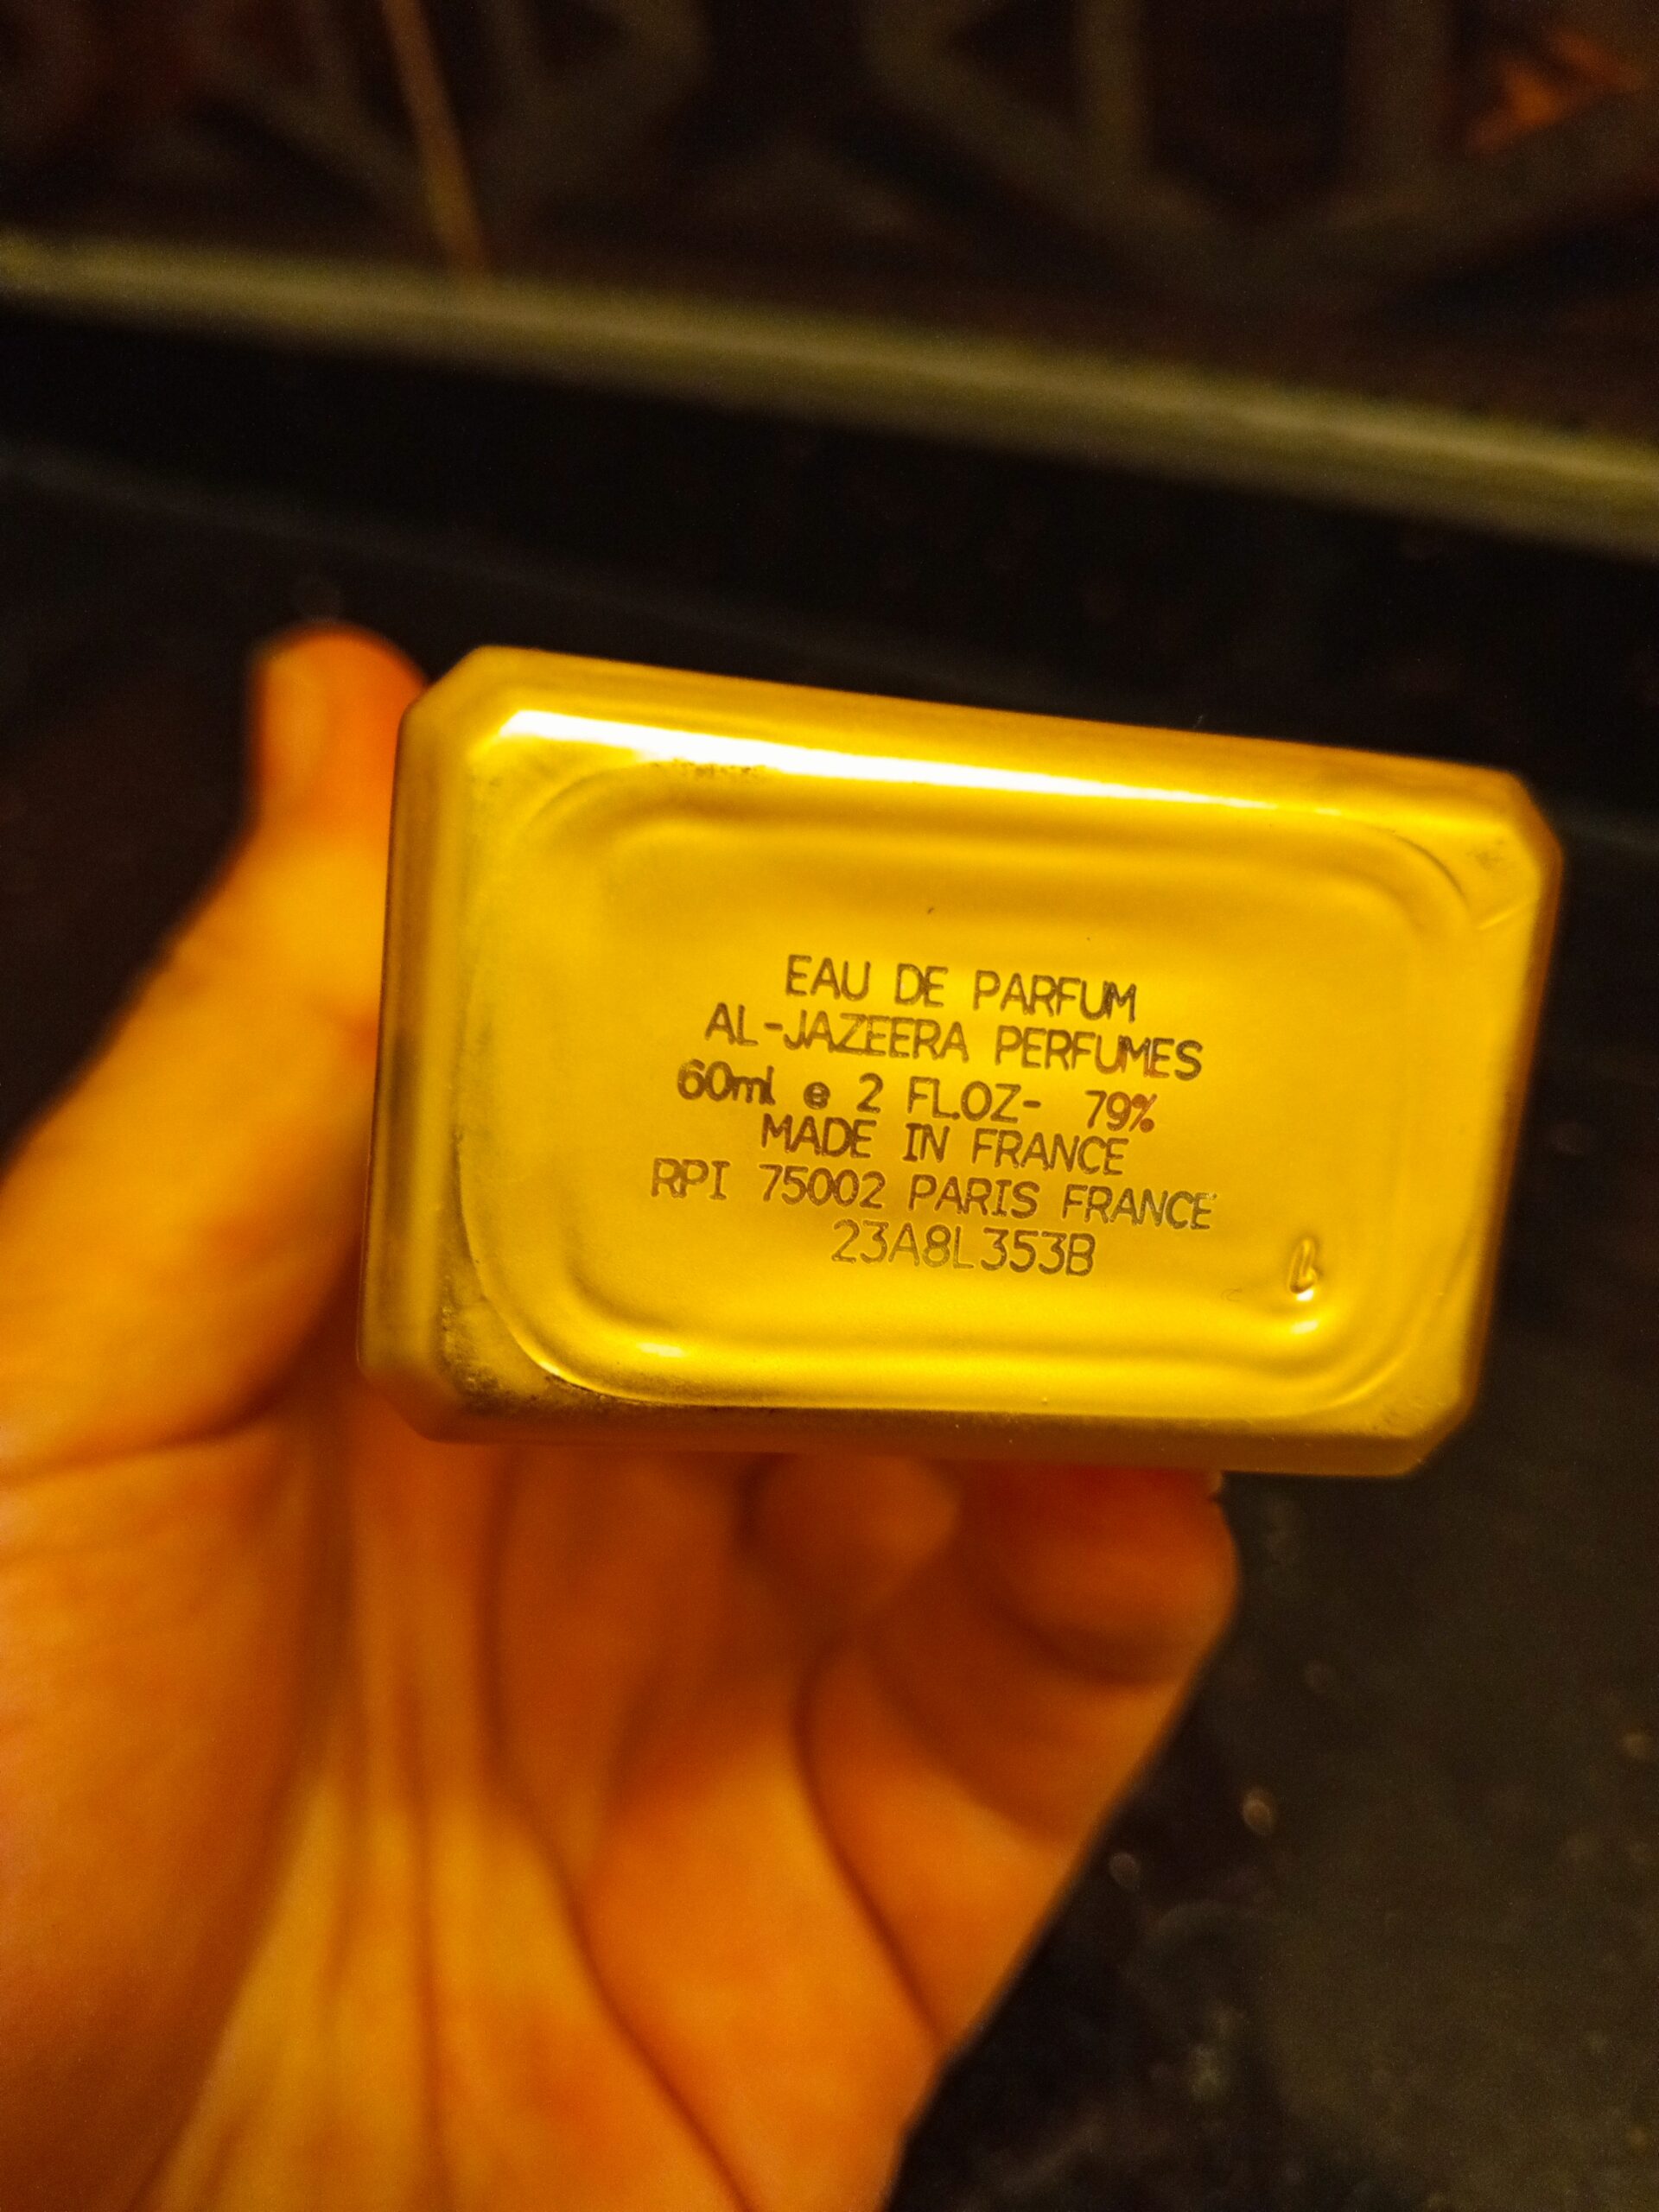 EAU DE PARFUM
AL-JAZEERA PERFUMES
60ml e 2 FL.OZ- 79%
MADE IN FRANCE
RPI 75002 PARIS FRANCE
23A8L353B